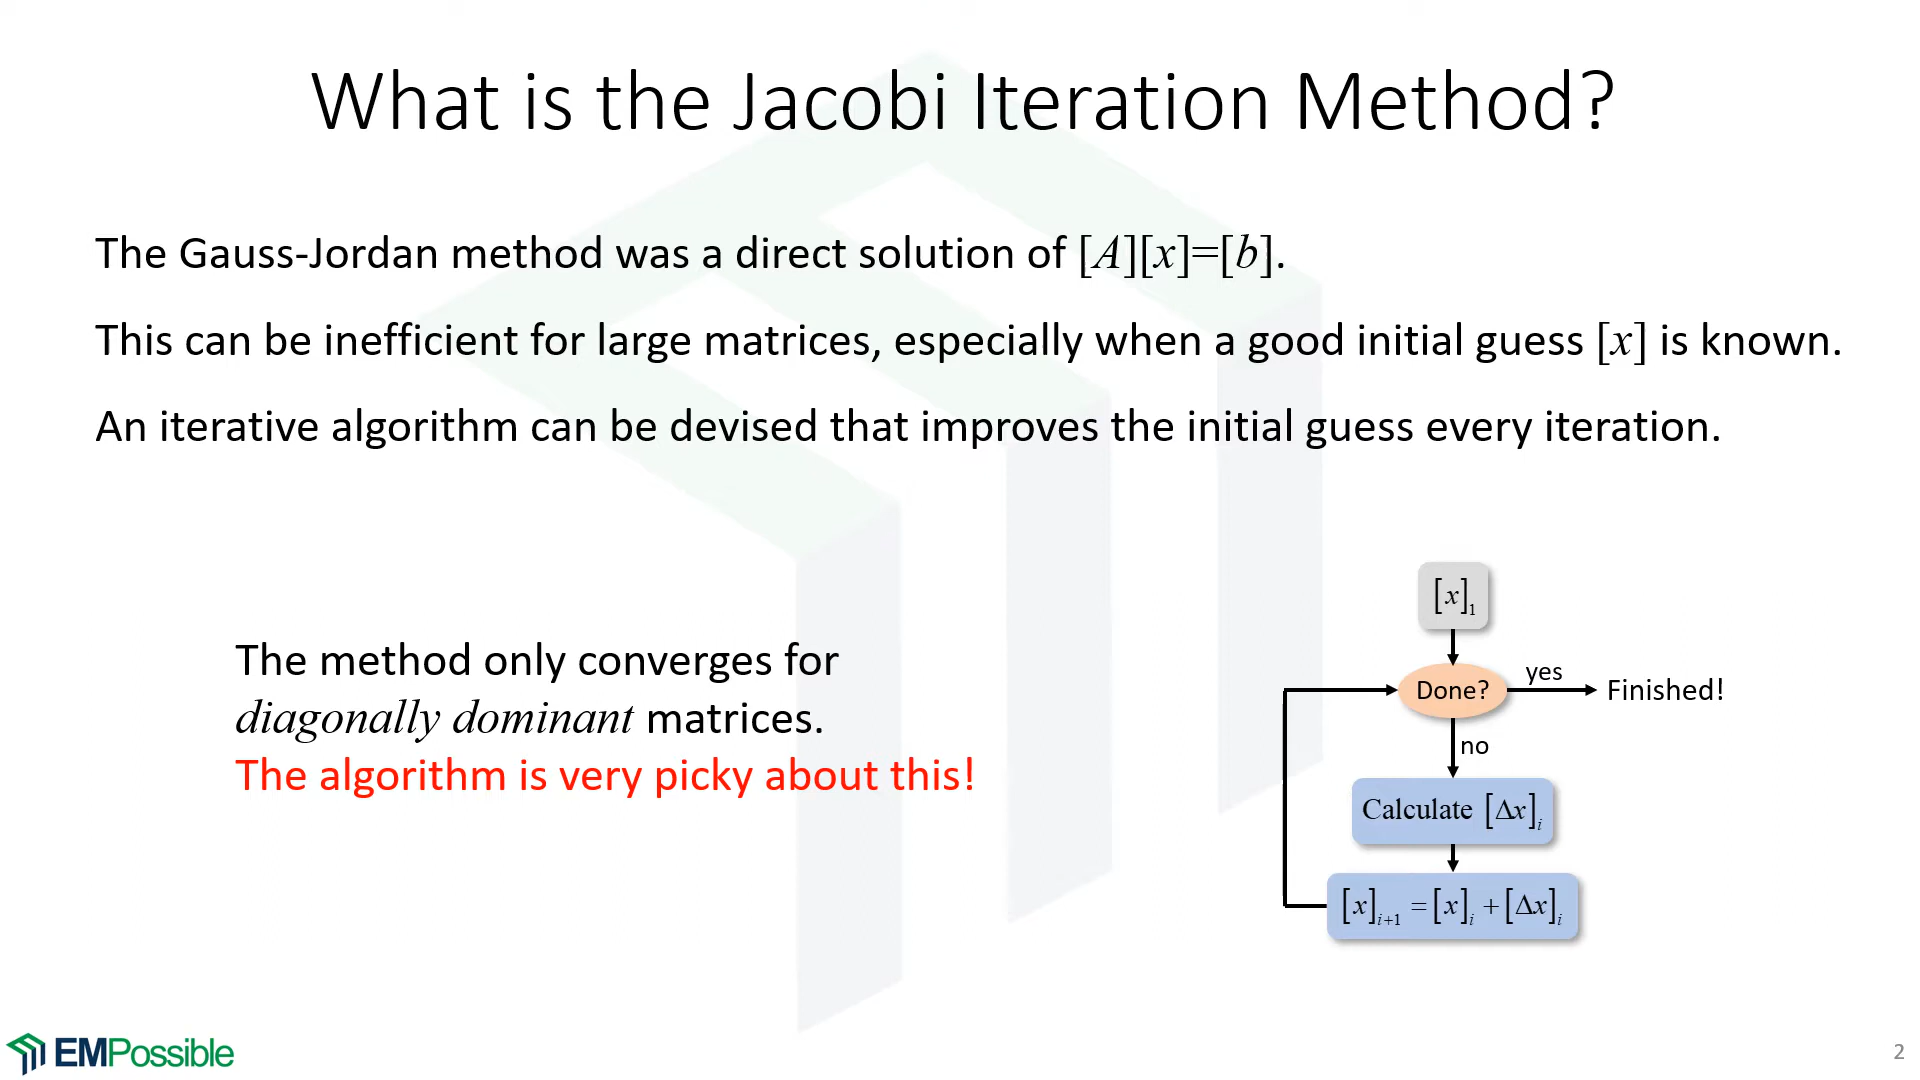 What is the Jacobi Iteration Method?
The Gauss-Jordan method was a direct solution of [A][x]=[b].
This can be inefficient for large matrices, especially when a good initial guess [x] is known.
An iterative algorithm can be devised that improves the initial guess every iteration.
The method only converges for
diagonally dominant matrices.
The algorithm is very picky about this!
[x]₁
Done?
yes
Finished!
no
Calculate [Δx]ᵢ
[x]ᵢ₊₁ = [x]ᵢ + [Δx]ᵢ
EMPossible
2